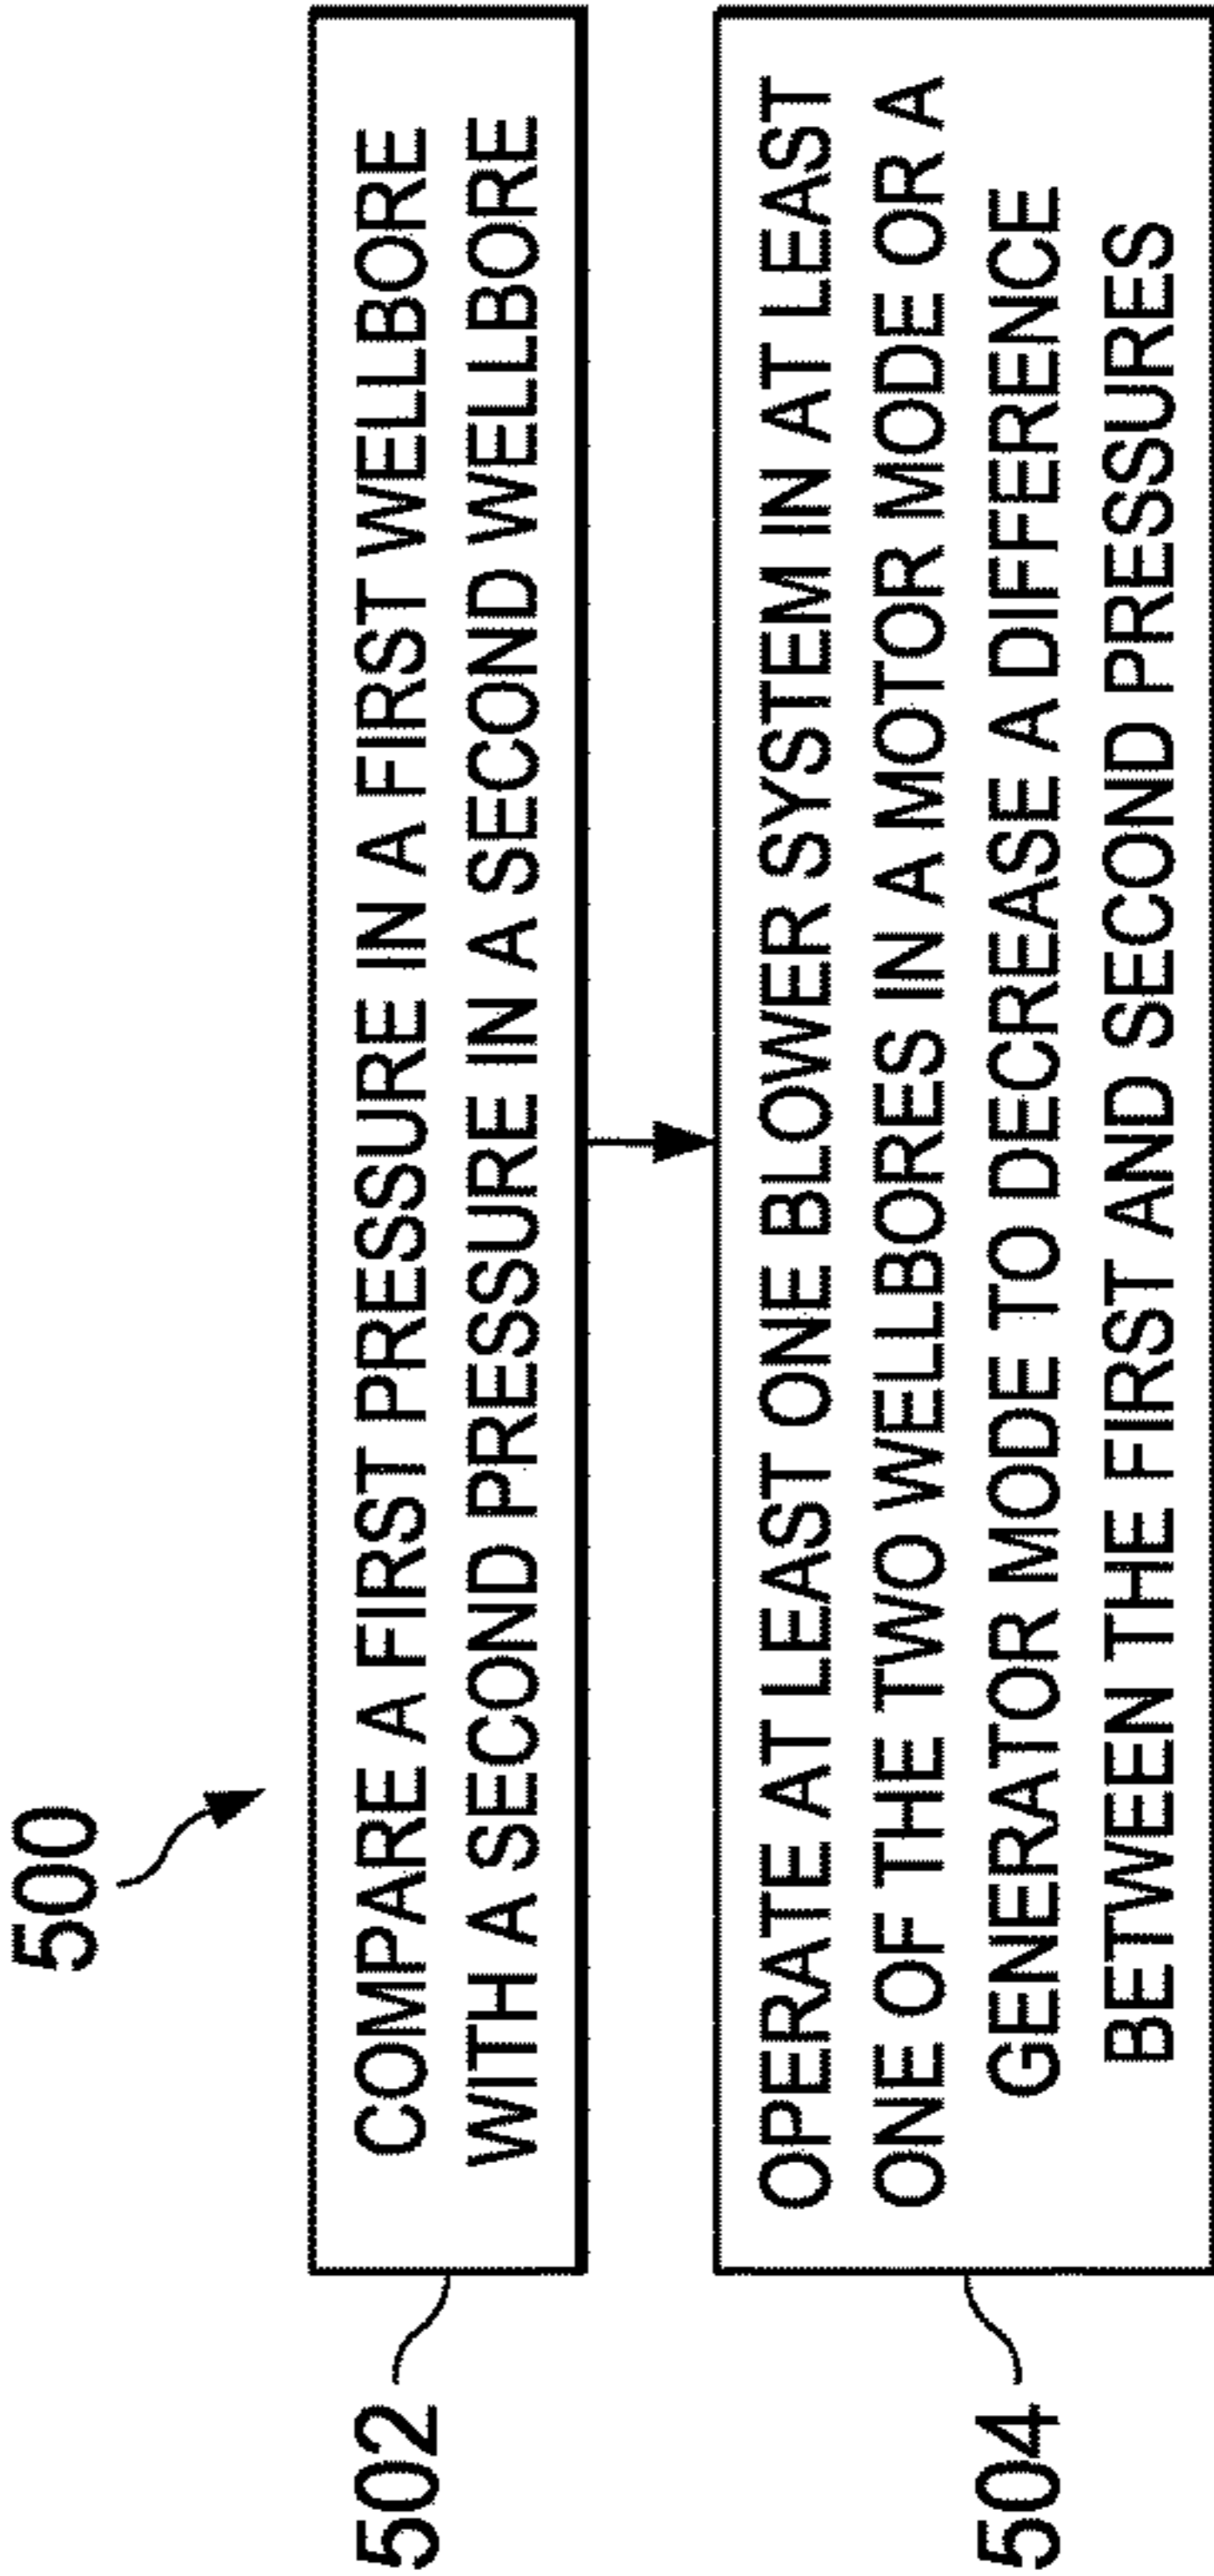 500
502
COMPARE A FIRST PRESSURE IN A FIRST WELLBORE
WITH A SECOND PRESSURE IN A SECOND WELLBORE
504
OPERATE AT LEAST ONE BLOWER SYSTEM IN AT LEAST
ONE OF THE TWO WELLBORES IN A MOTOR MODE OR A
GENERATOR MODE TO DECREASE A DIFFERENCE
BETWEEN THE FIRST AND SECOND PRESSURES